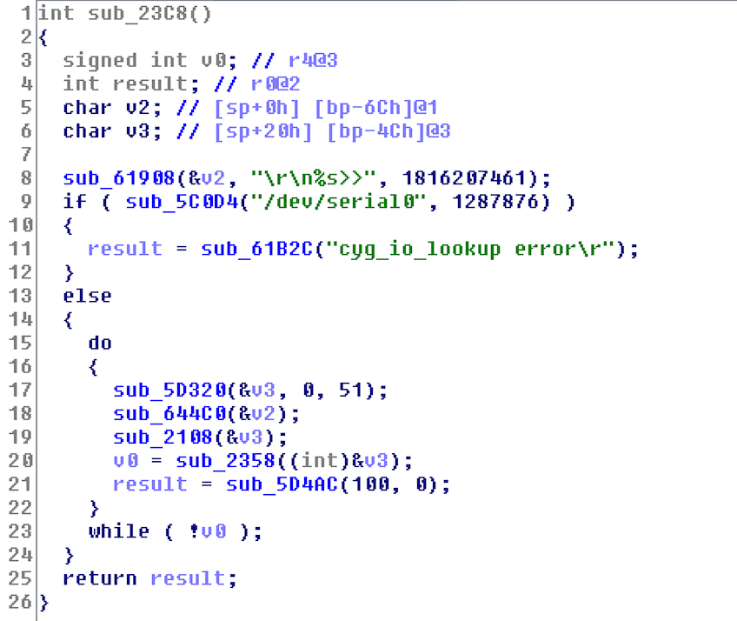 1 int sub_23C8()
2 {
3   signed int v0; // r4@3
4   int result; // r0@2
5   char v2; // [sp+0h] [bp-6Ch]@1
6   char v3; // [sp+20h] [bp-4Ch]@3
7
8   sub_61908(&v2, "\r\n%s>>", 1816207461);
9   if ( sub_5C0D4("/dev/serial0", 1287876) )
10   {
11     result = sub_61B2C("cyg_io_lookup error\r");
12   }
13   else
14   {
15     do
16     {
17       sub_5D320(&v3, 0, 51);
18       sub_644C0(&v2);
19       sub_2108(&v3);
20       v0 = sub_2358((int)&v3);
21       result = sub_5D4AC(100, 0);
22     }
23     while ( !v0 );
24   }
25   return result;
26 }